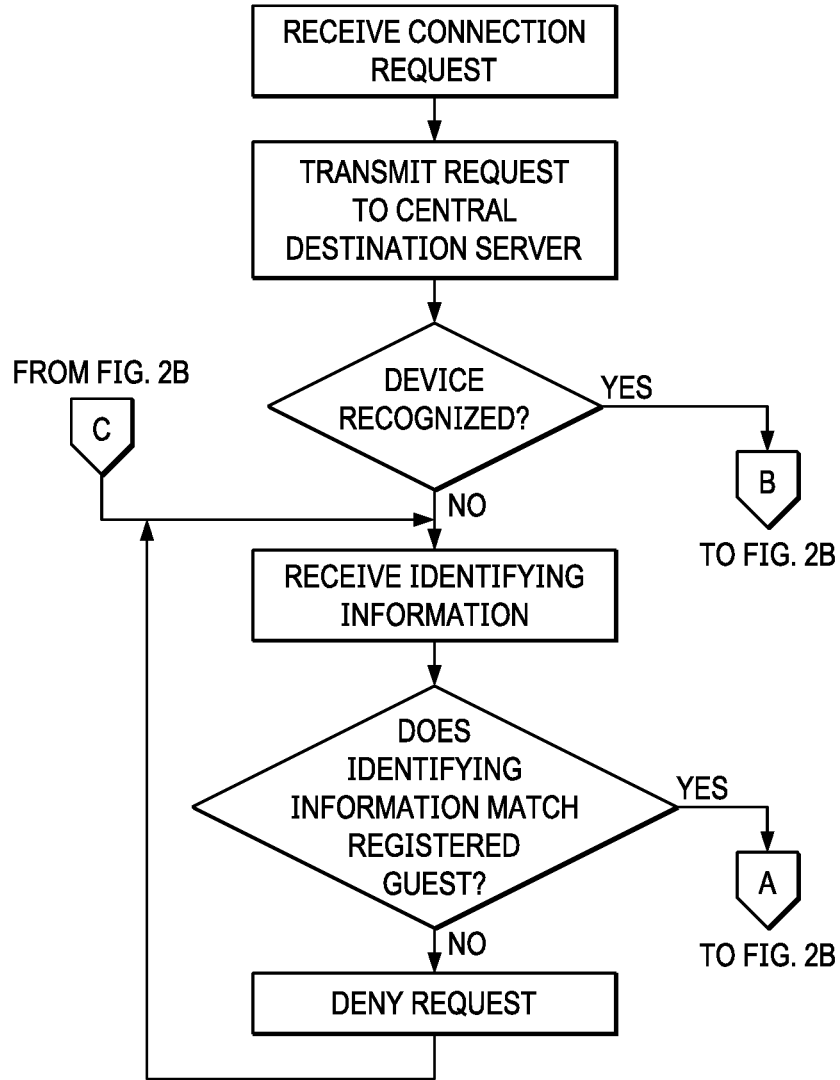 RECEIVE CONNECTION
REQUEST
TRANSMIT REQUEST
TO CENTRAL
DESTINATION SERVER
FROM FIG. 2B
C
DEVICE
RECOGNIZED?
YES
B
TO FIG. 2B
NO
RECEIVE IDENTIFYING
INFORMATION
DOES
IDENTIFYING
INFORMATION MATCH
REGISTERED
GUEST?
YES
A
TO FIG. 2B
NO
DENY REQUEST